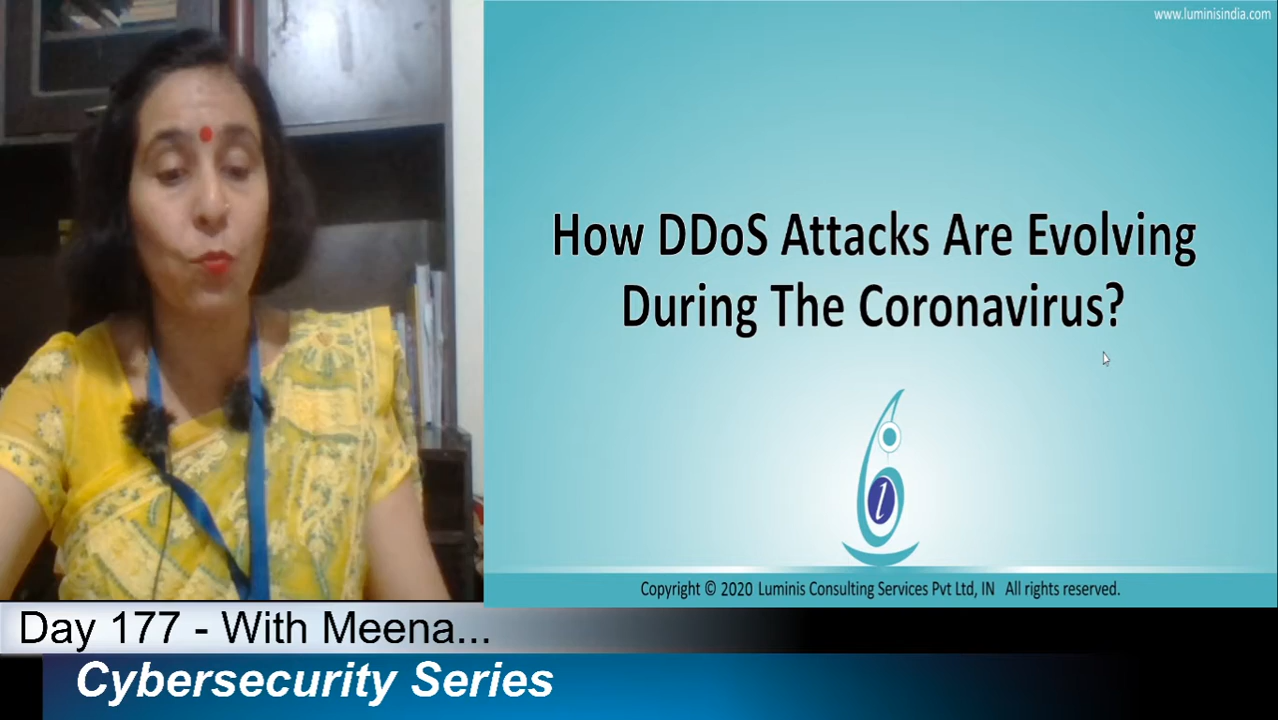 www.luminisindia.com
How DDoS Attacks Are Evolving
During The Coronavirus?
l
Copyright © 2020 Luminis Consulting Services Pvt Ltd, IN All rights reserved.
Day 177 - With Meena...
Cybersecurity Series